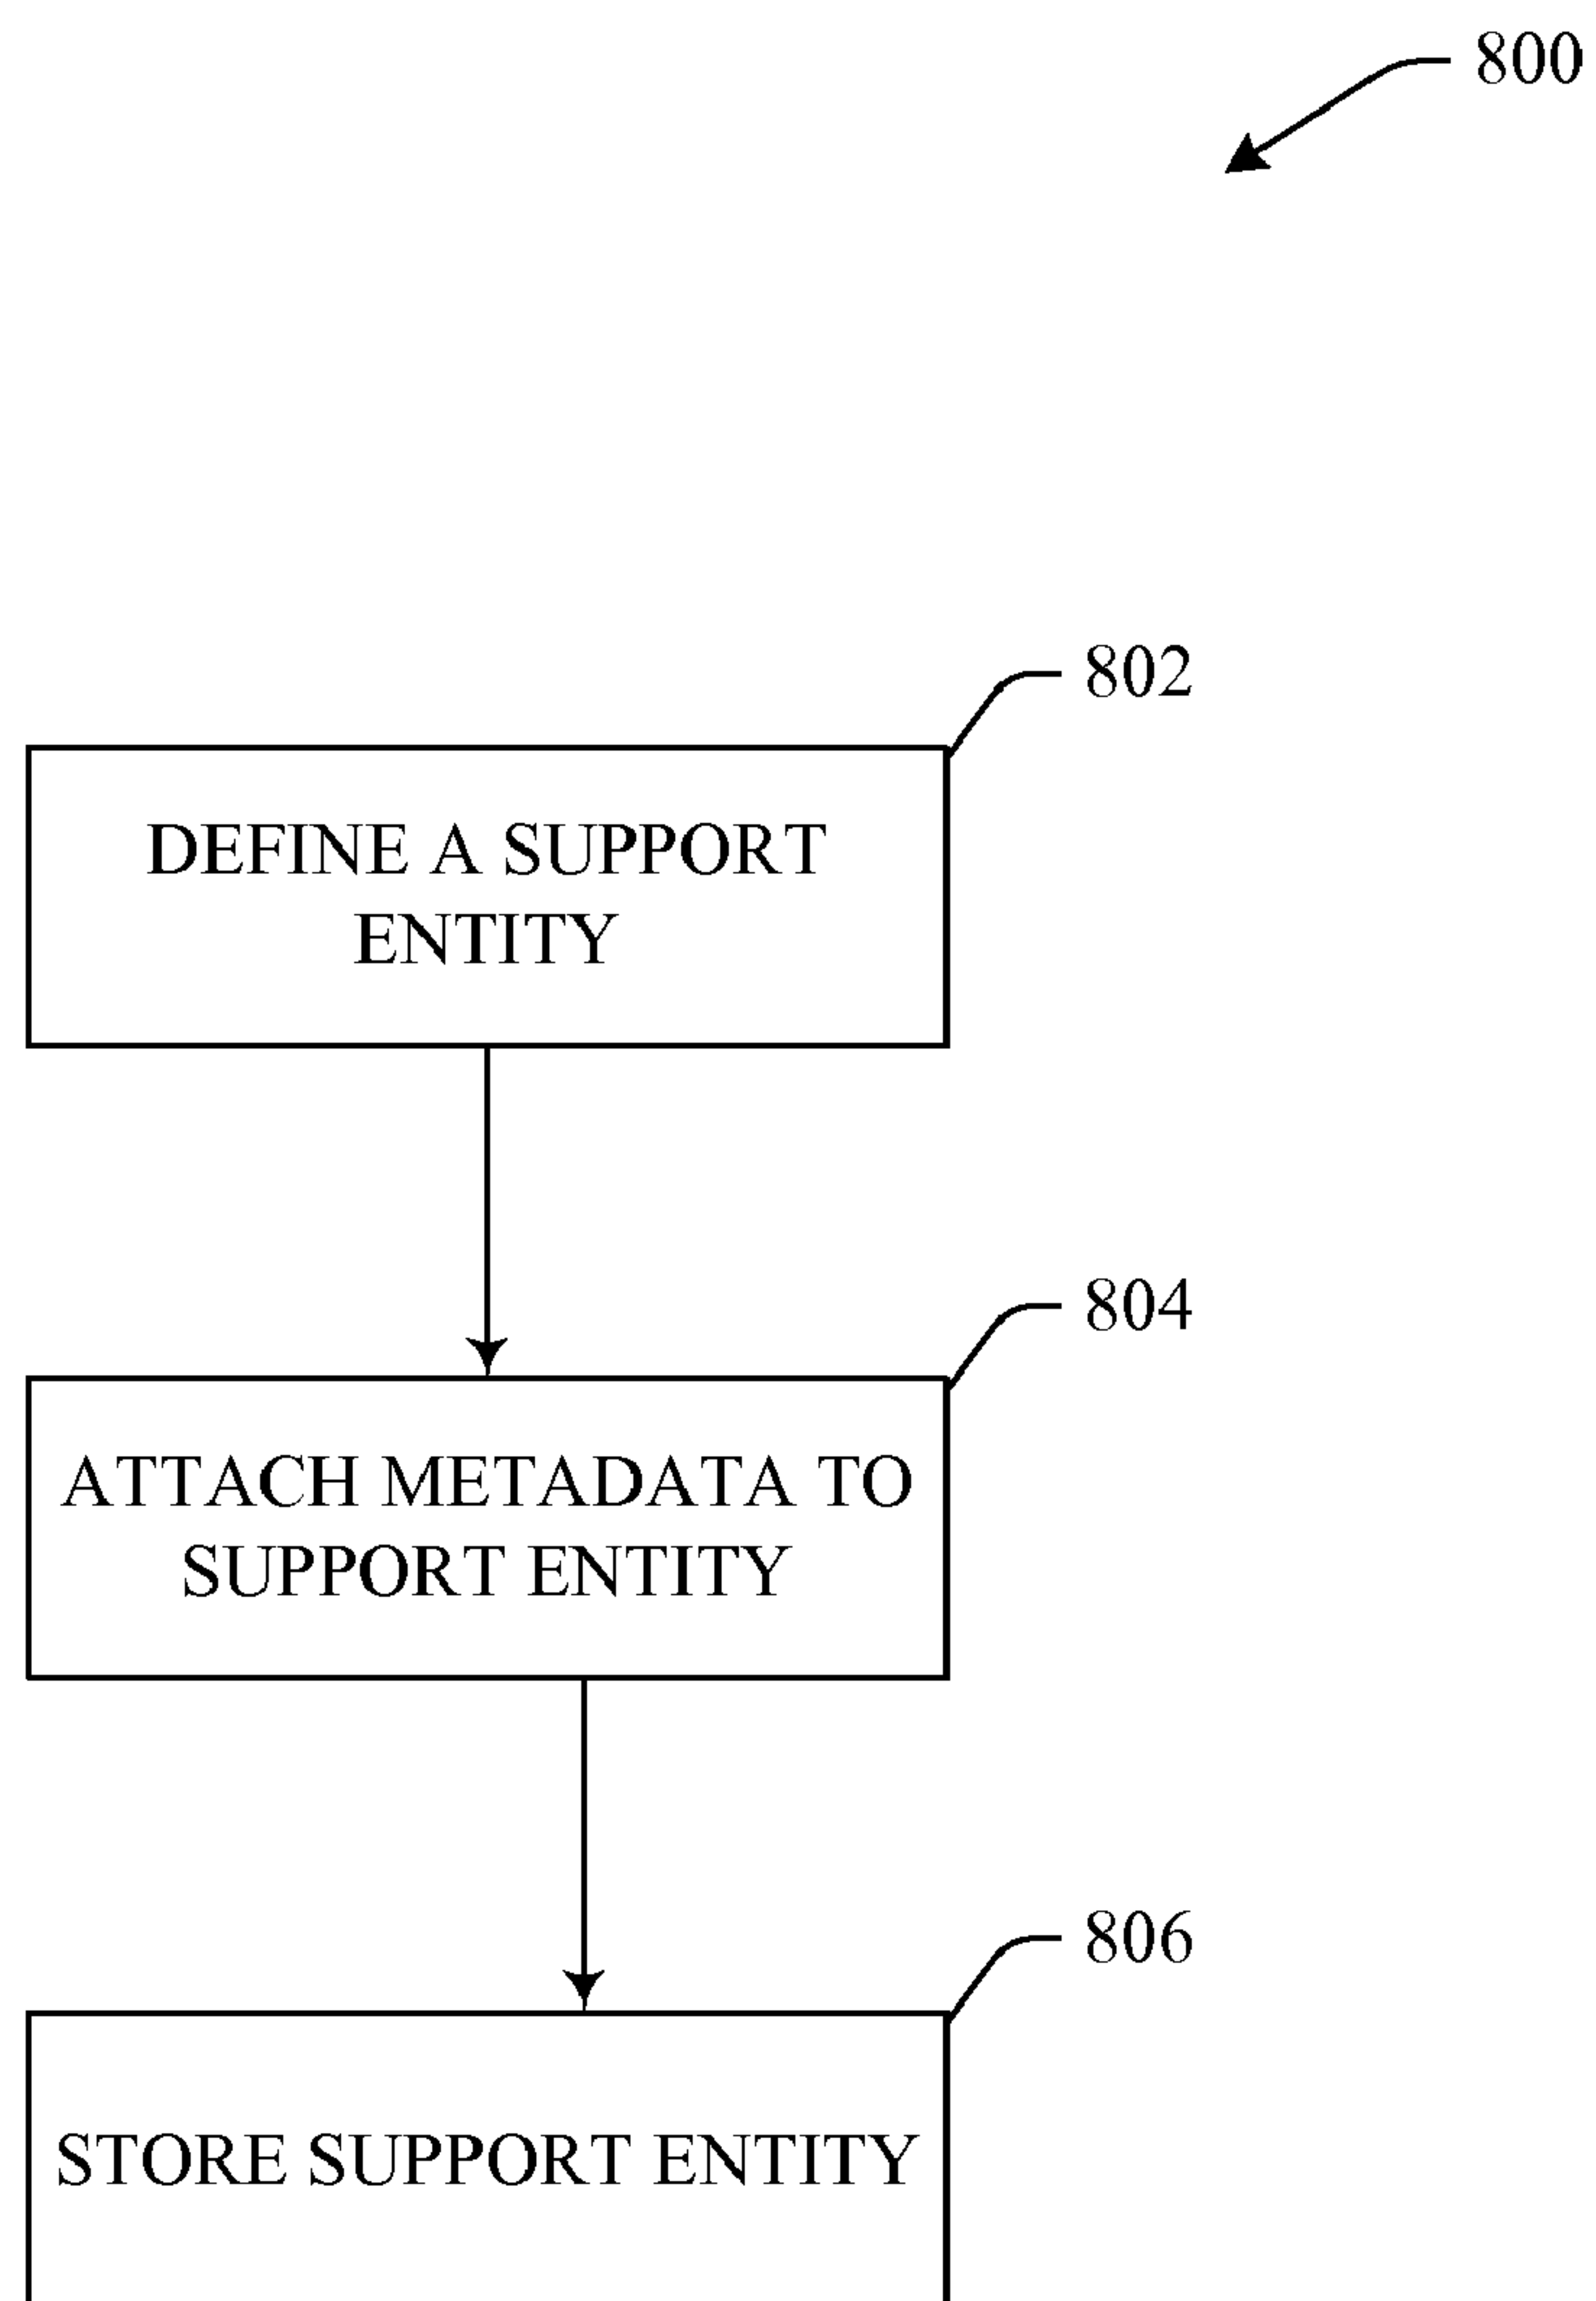 800
802
DEFINE A SUPPORT
ENTITY
804
ATTACH METADATA TO
SUPPORT ENTITY
806
STORE SUPPORT ENTITY